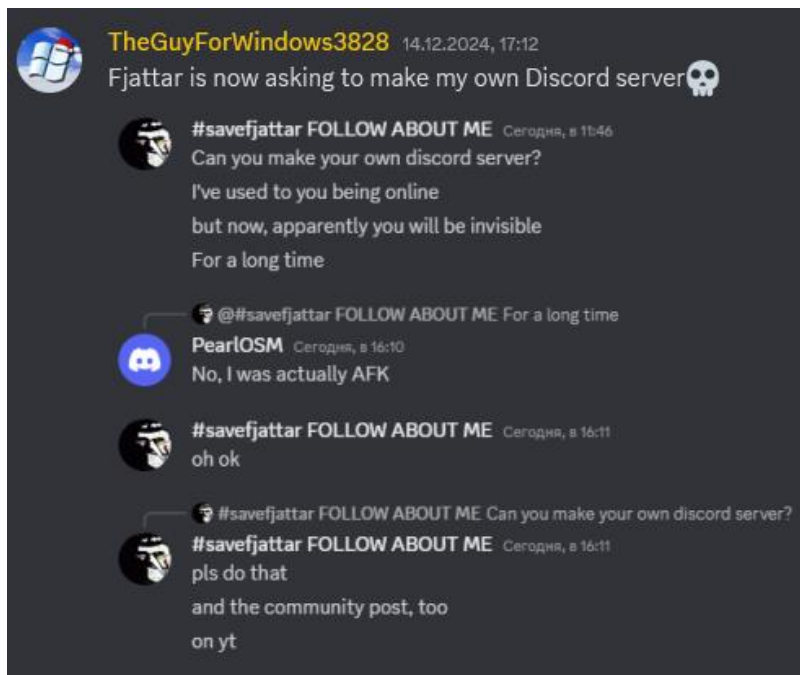 TheGuyForWindows3828 14.12.2024, 17:12
Fjattar is now asking to make my own Discord server💀
#savefjattar FOLLOW ABOUT ME Сегодня, в 11:46
Can you make your own discord server?
I've used to you being online
but now, apparently you will be invisible
For a long time
@#savefjattar FOLLOW ABOUT ME For a long time
PearlOSM Сегодня, в 16:10
No, I was actually AFK
#savefjattar FOLLOW ABOUT ME Сегодня, в 16:11
oh ok
#savefjattar FOLLOW ABOUT ME Can you make your own discord server?
#savefjattar FOLLOW ABOUT ME Сегодня, в 16:11
pls do that
and the community post, too
on yt